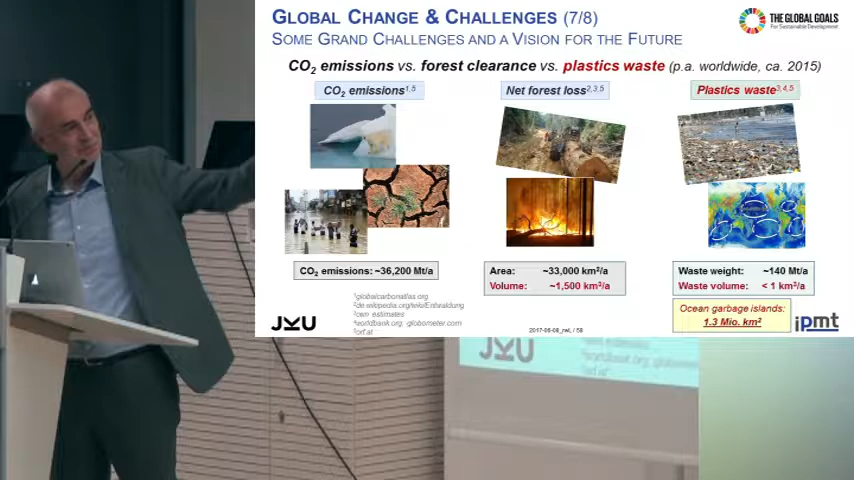 GLOBAL CHANGE & CHALLENGES (7/8)
SOME GRAND CHALLENGES AND A VISION FOR THE FUTURE
THE GLOBAL GOALS
For Sustainable Development
CO2 emissions vs. forest clearance vs. plastics waste (p.a. worldwide, ca. 2015)
CO2 emissions1,5
Net forest loss2,3,5
Plastics waste3,4,5
CO2 emissions: ~36,200 Mt/a
Area: ~33,000 km²/a
Volume: ~1,500 km³/a
Waste weight: ~140 Mt/a
Waste volume: < 1 km³/a
Ocean garbage islands:
1.3 Mio. km²
1globalcarbonatlas.org
2de.wikipedia.org/wiki/Entwaldung
3own estimates
4worldbank.org, globometer.com
5orf.at
JKU
2017-06-08_rwL / 58
ipmt
JKU